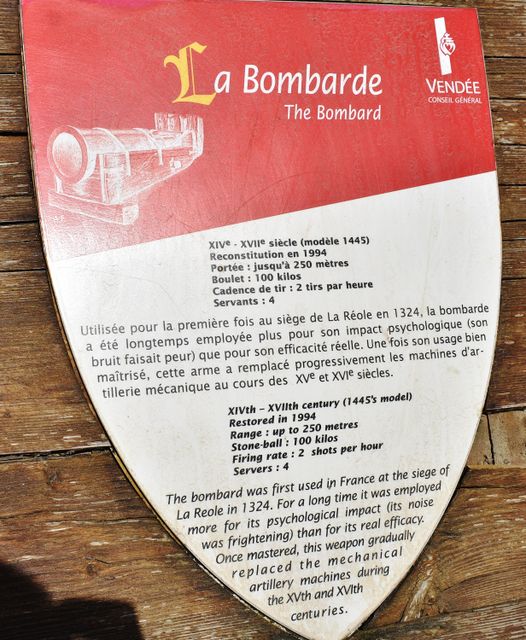 La Bombarde
The Bombard
VENDÉE
CONSEIL GÉNÉRAL
XIVe - XVIIe siècle (modèle 1445)
Reconstitution en 1994
Portée : jusqu'à 250 mètres
Boulet : 100 kilos
Cadence de tir : 2 tirs par heure
Servants : 4
Utilisée pour la première fois au siège de La Réole en 1324, la bombarde
a été longtemps employée plus pour son impact psychologique (son
bruit faisait peur) que pour son efficacité réelle. Une fois son usage bien
maîtrisé, cette arme a remplacé progressivement les machines d'ar-
tillerie mécanique au cours des XVe et XVIe siècles.
XIVth - XVIIth century (1445's model)
Restored in 1994
Range : up to 250 metres
Stone-ball : 100 kilos
Firing rate : 2 shots per hour
Servers : 4
The bombard was first used in France at the siege of
La Reole in 1324. For a long time it was employed
more for its psychological impact (its noise
was frightening) than for its real efficacy.
Once mastered, this weapon gradually
replaced the mechanical
artillery machines during
the XVth and XVIth
centuries.